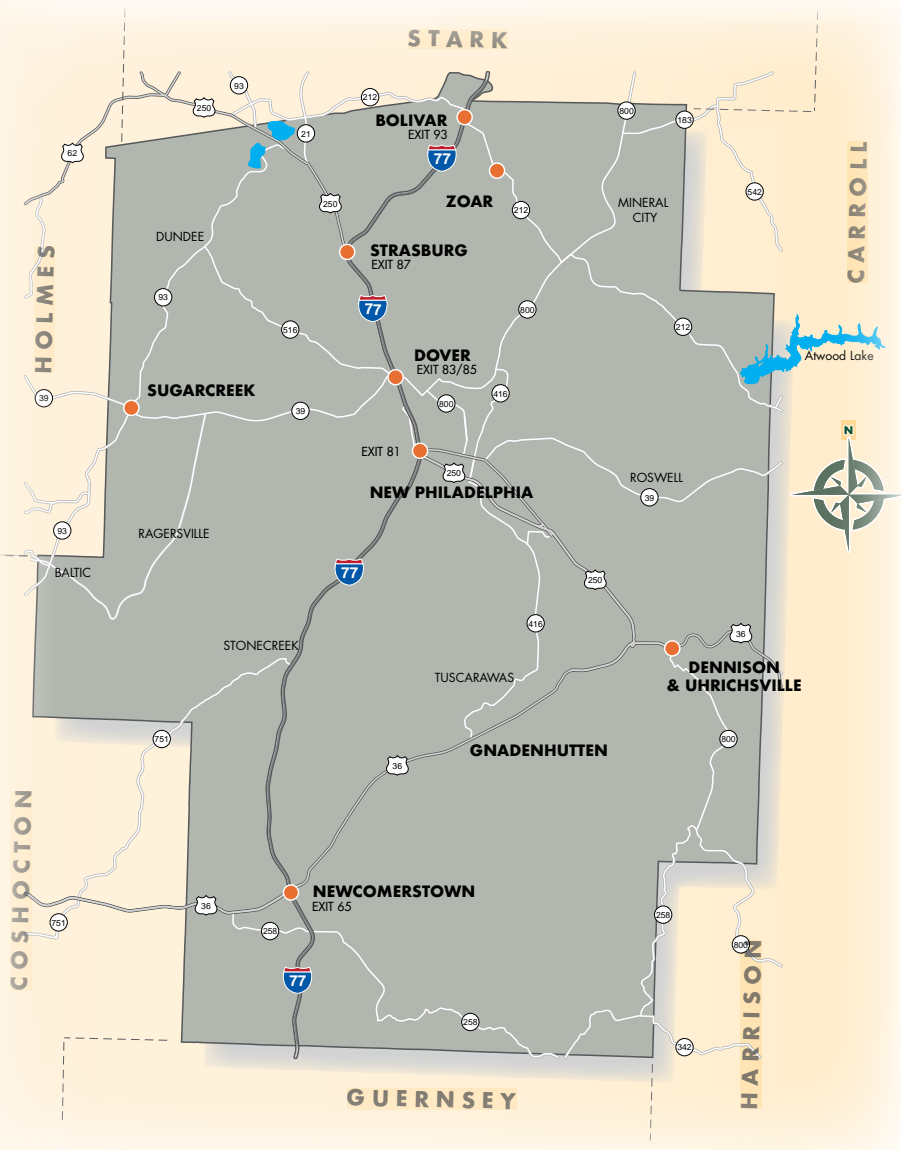 STARK
93
250
212
21
BOLIVAR
EXIT 93
800
183
62
77
542
ZOAR
250
212
MINERAL
CITY
CARROLL
DUNDEE
STRASBURG
EXIT 87
HOLMES
93
77
800
212
516
Atwood Lake
DOVER
EXIT 83/85
SUGARCREEK
39
39
800
416
N
EXIT 81
250
ROSWELL
39
NEW PHILADELPHIA
93
RAGERSVILLE
BALTIC
77
250
416
36
STONECREEK
TUSCARAWAS
DENNISON
& UHRICHSVILLE
751
800
GNADENHUTTEN
36
COSHOCTON
NEWCOMERSTOWN
EXIT 65
36
751
258
258
800
77
258
342
HARRISON
GUERNSEY